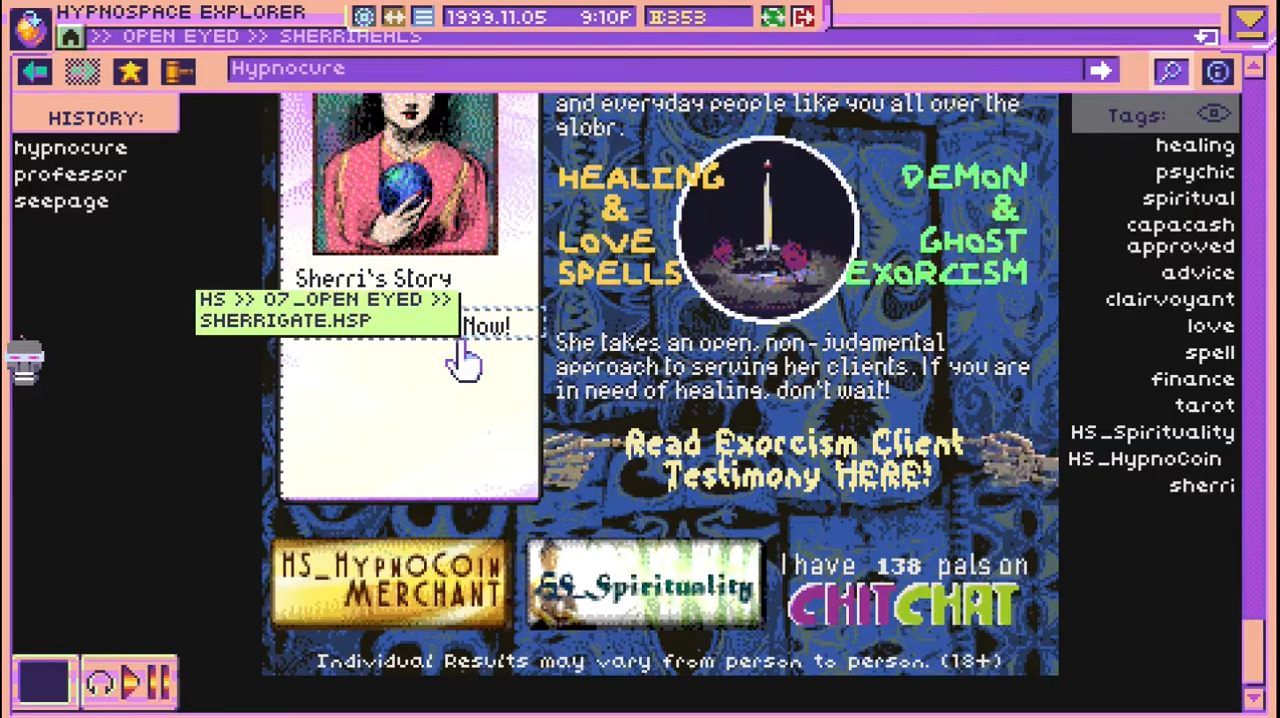 HYPNOSPACE EXPLORER
1999.11.05 9:10P
353
>> OPEN EYED >> SHERRIHEALS
Hypnocure
HISTORY:
hypnocure
professor
seepage
Sherri's Story
HS >> 07_OPEN EYED >>
SHERRIGATE.HSP
Now!
and everyday people like you all over the
globr.
HEALING
&
LOVE
SPELLS
DEMON
&
GHOST
EXORCISM
She takes an open, non-judgmental
approach to serving her clients. If you are
in need of healing, don't wait!
Read Exorcism Client
Testimony HERE!
HS_HYPNOCOIN
MERCHANT
HS_Spirituality
I have 138 pals on
CHITCHAT
Individual Results may vary from person to person. (18+)
Tags:
healing
psychic
spiritual
capacash
approved
advice
clairvoyant
love
spell
finance
tarot
HS_Spirituality
HS_HypnoCoin
sherri